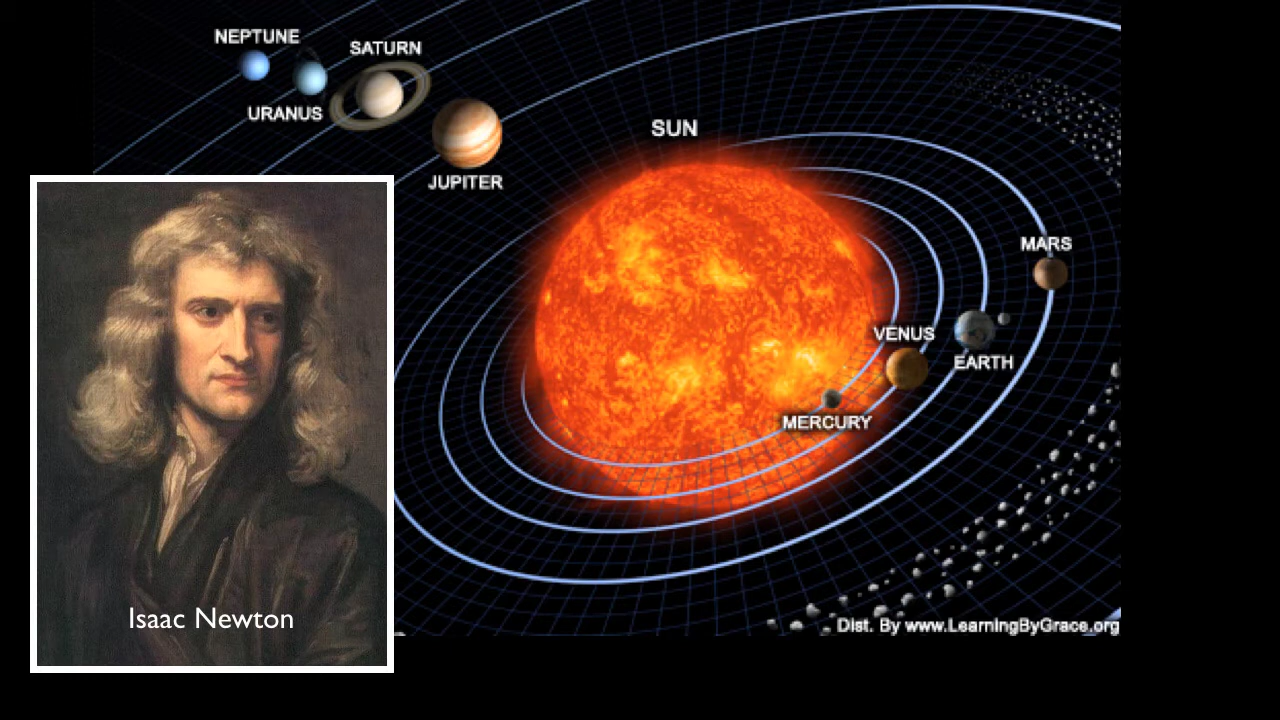 NEPTUNE
SATURN
URANUS
SUN
JUPITER
MARS
VENUS
EARTH
MERCURY
Isaac Newton
Dist. By www.LearningByGrace.org